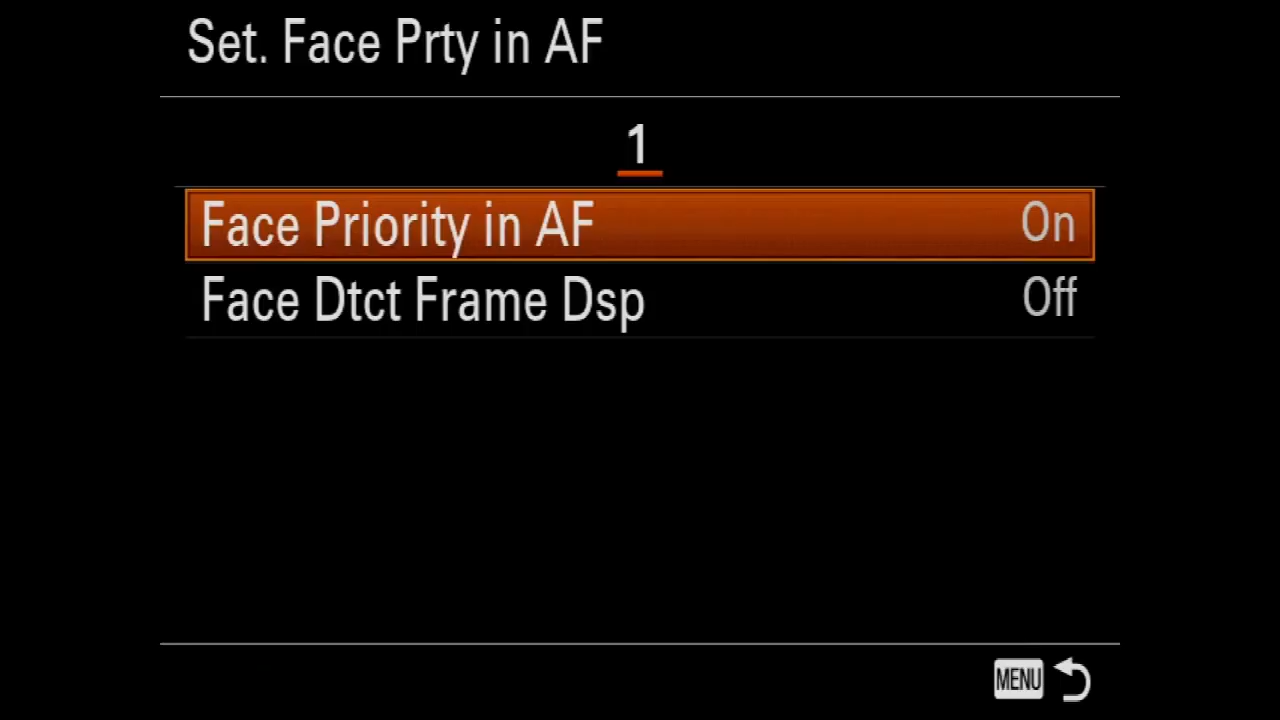 Set. Face Prty in AF
1
Face Priority in AF On
Face Dtct Frame Dsp Off
MENU